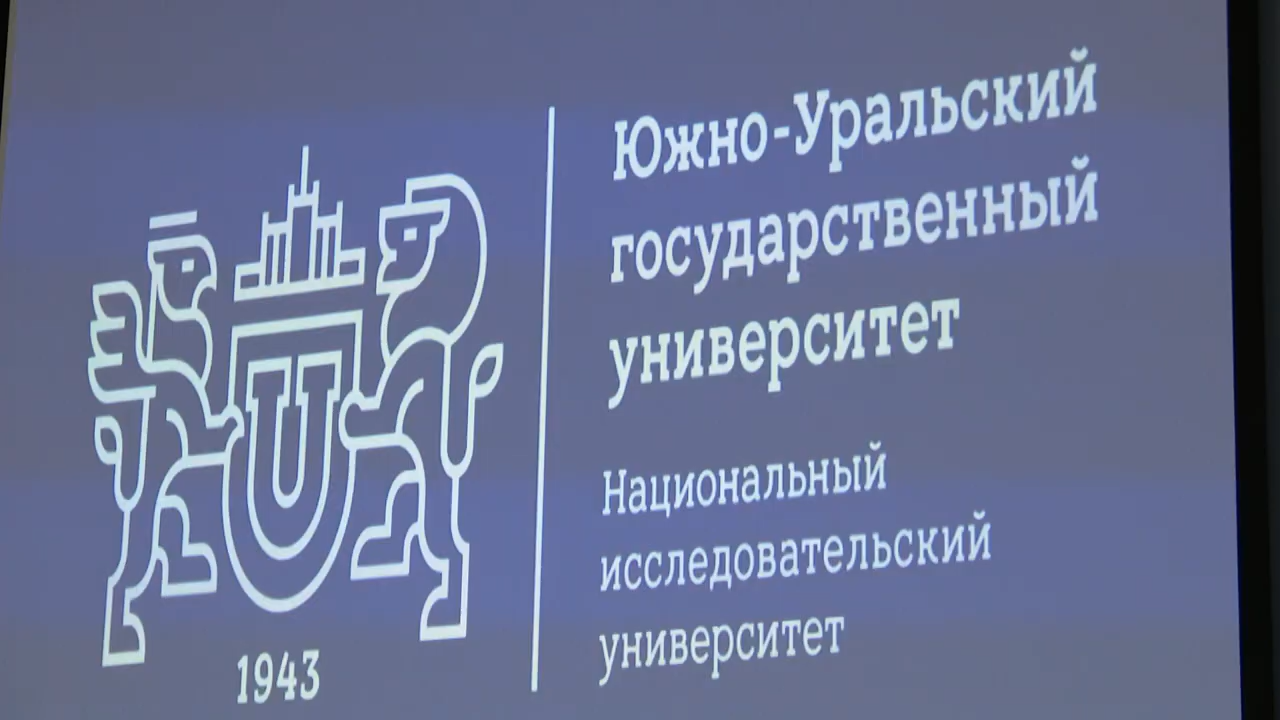 U
1943
Южно-Уральский
государственный
университет
Национальный
исследовательский
университет